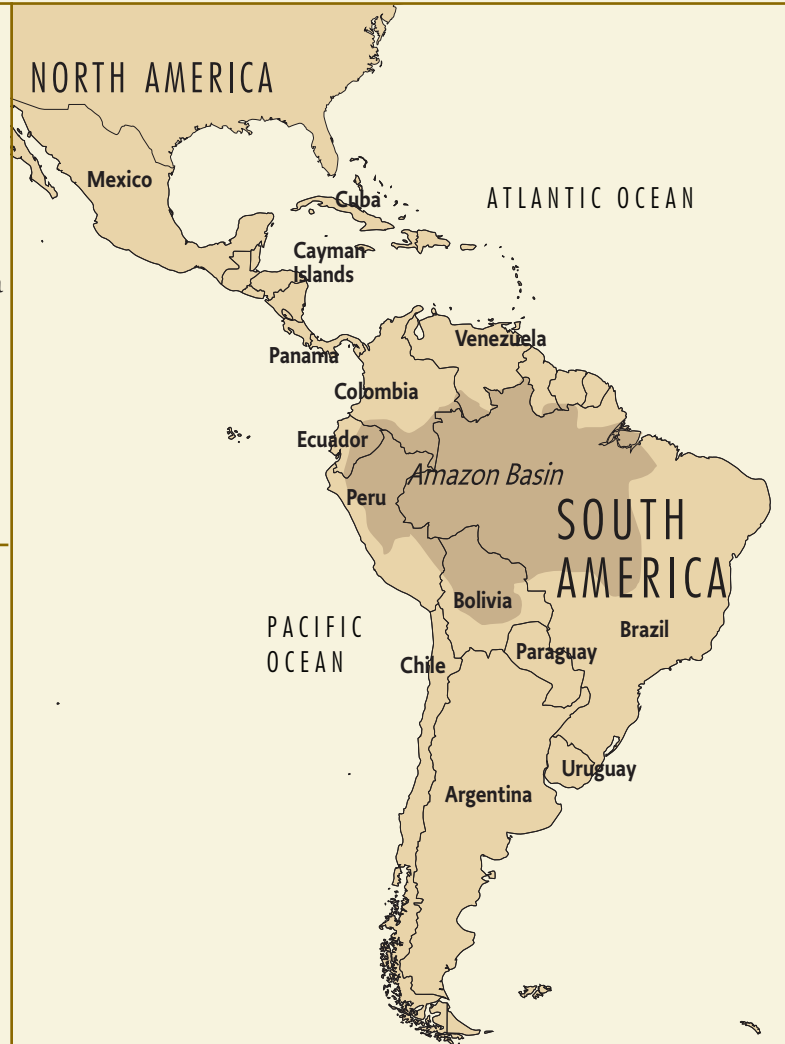 NORTH AMERICA
Mexico
Cuba
ATLANTIC OCEAN
Cayman
Islands
Venezuela
Panama
Colombia
Ecuador
Amazon Basin
Peru
SOUTH
AMERICA
Bolivia
Brazil
PACIFIC
OCEAN
Paraguay
Chile
Uruguay
Argentina